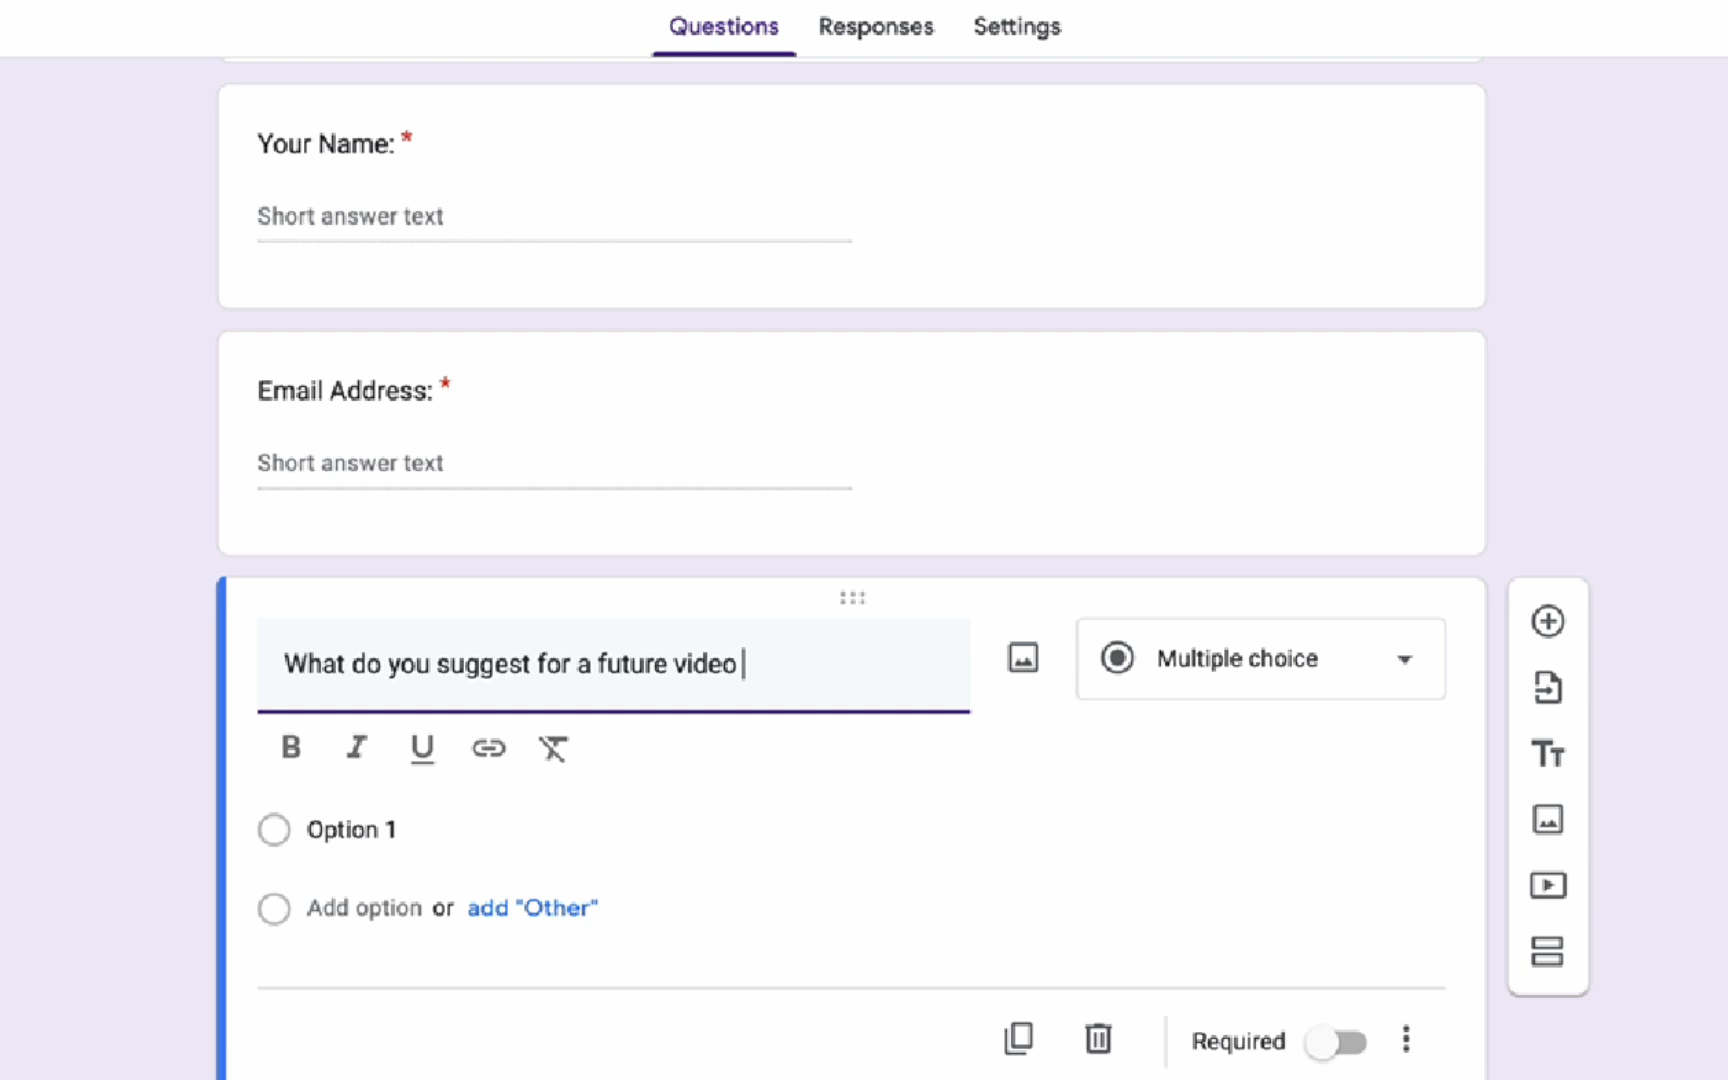 Questions Responses Settings
Your Name: *
Short answer text
Email Address: *
Short answer text
What do you suggest for a future video
Multiple choice
B I U
Option 1
Add option or add "Other"
Required